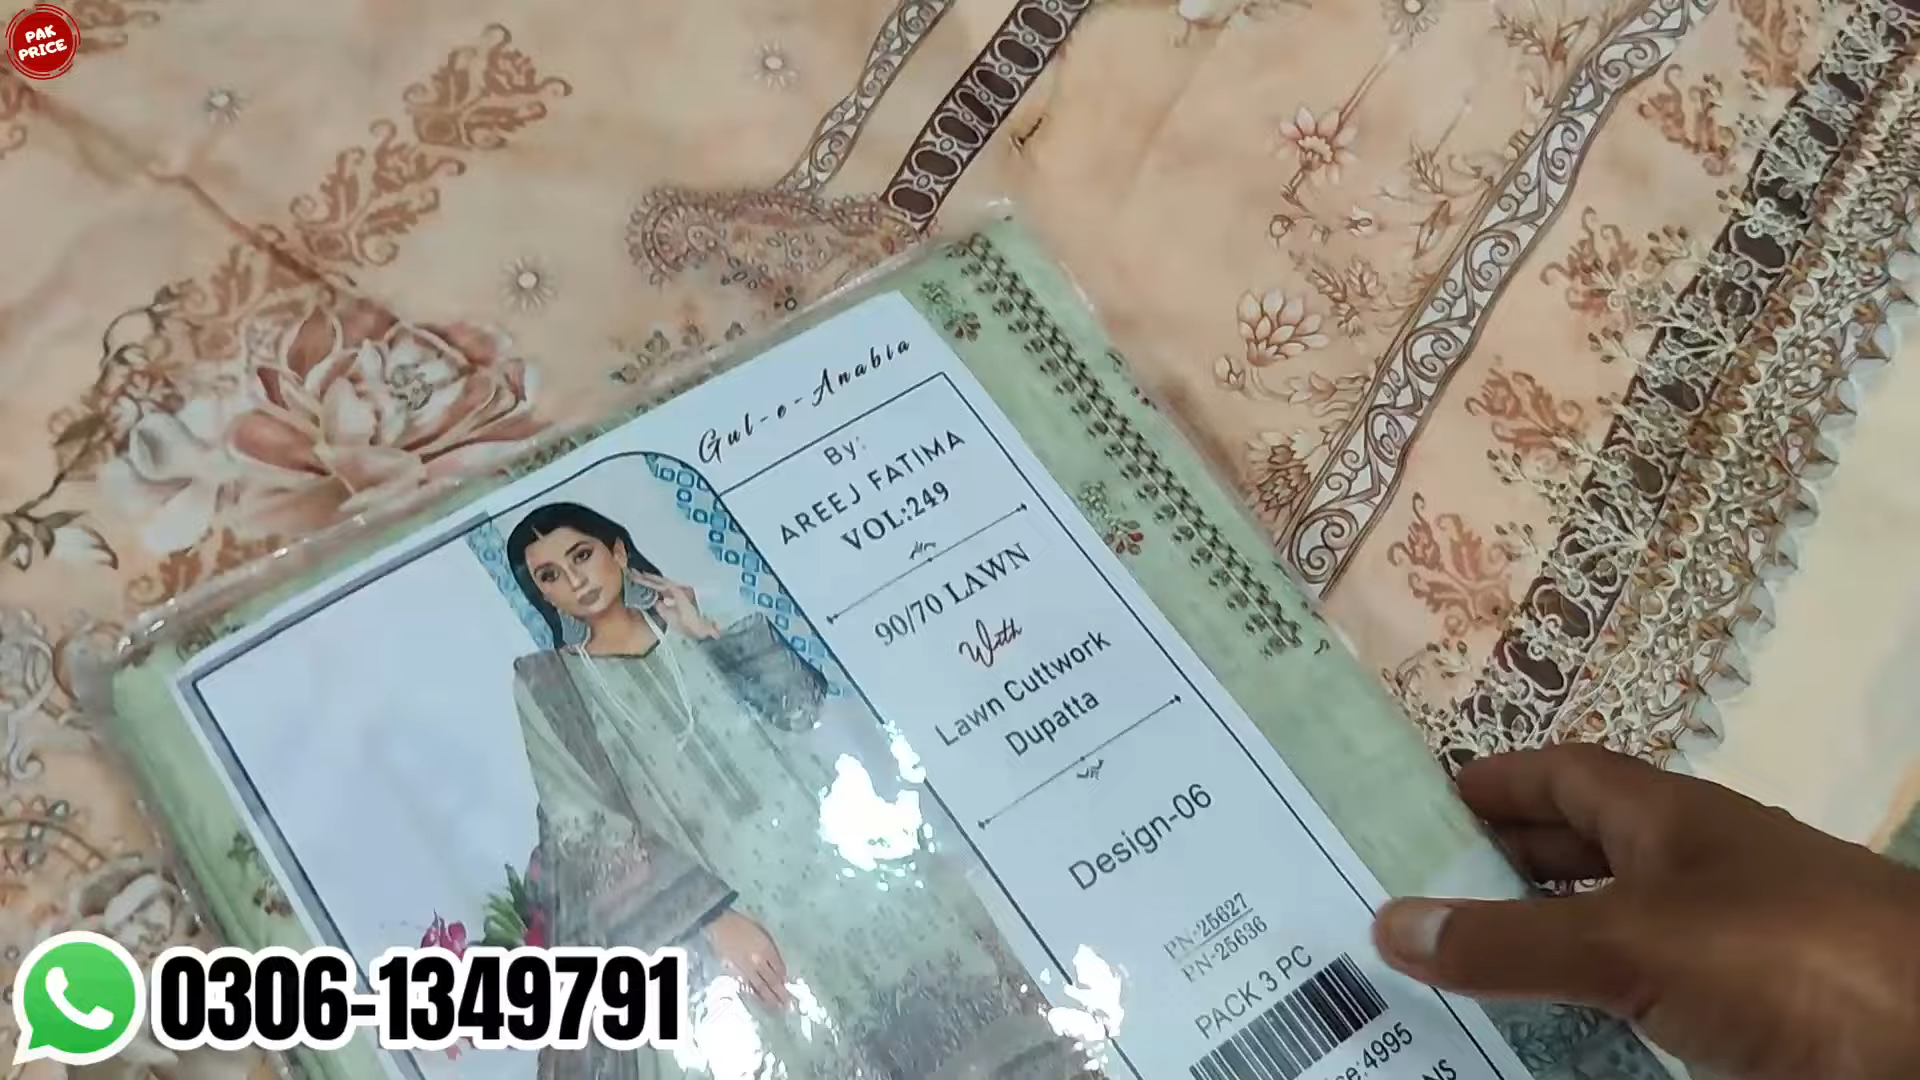 PAK
PRICE
Gul-e-Anabia
By:
AREEJ FATIMA
VOL:249
90/70 LAWN
With
Lawn Cuttwork
Dupatta
Design-06
PN-25627
PN-25636
PACK 3 PC
4995
0306-1349791